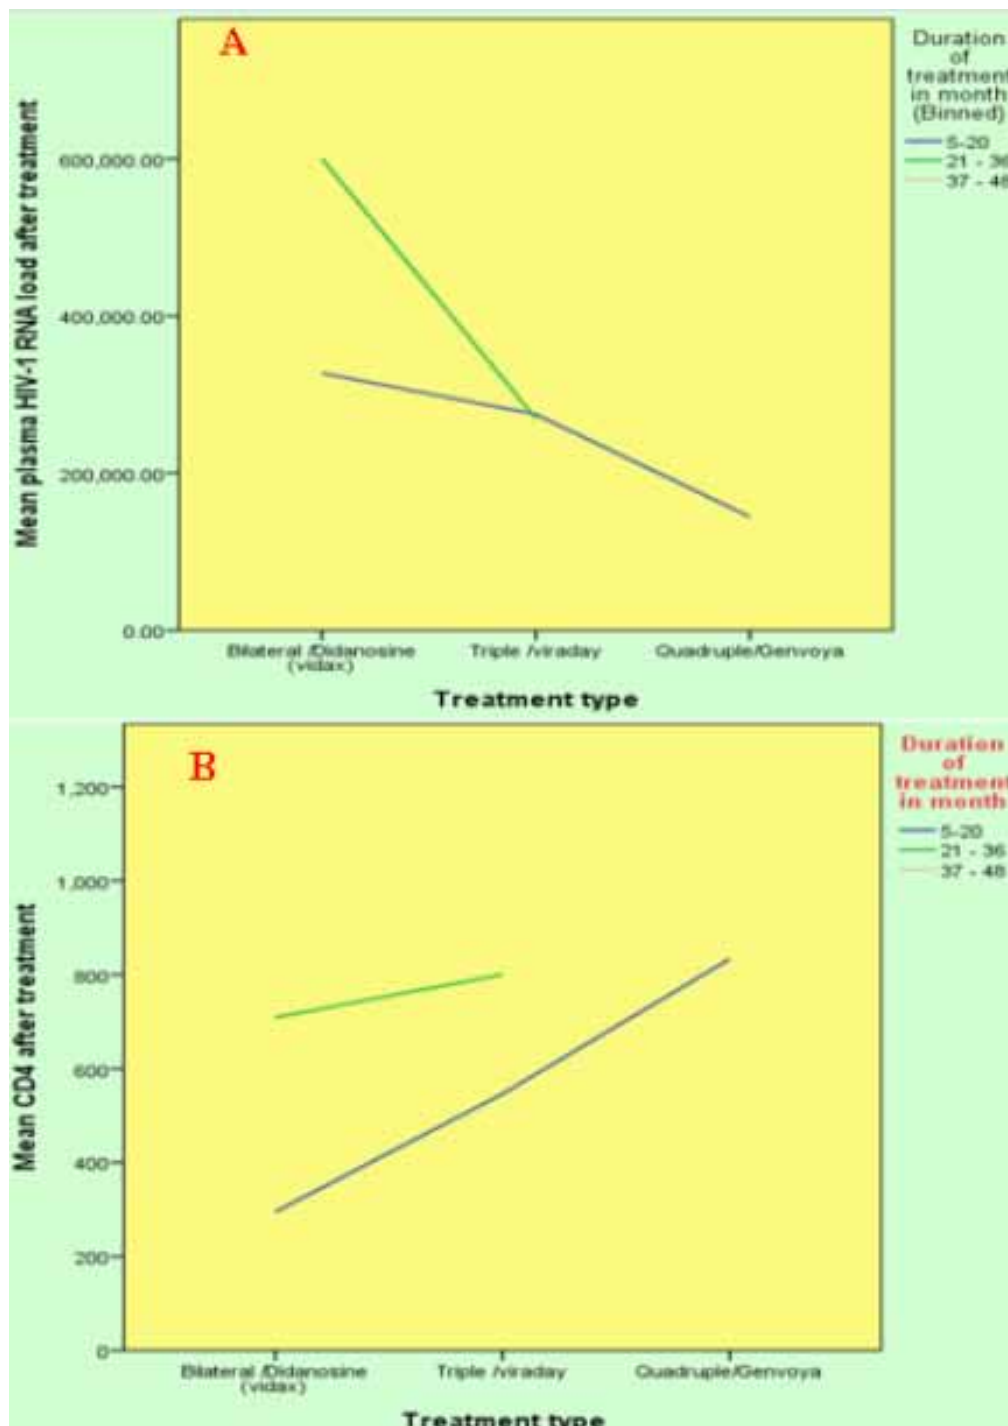 A
Duration
of
treatment
in month
(Binned)
5-20
21 - 36
37 - 48
Mean plasma HIV-1 RNA load after treatment
600,000.00
400,000.00
200,000.00
0.00
Bilateral /Didanosine
(vidax)
Triple /viraday
Quadruple/Genvoya
Treatment type
B
Duration
of
treatment
in month
5-20
21 - 36
37 - 48
Mean CD4 after treatment
1,200
1,000
800
600
400
200
0
Bilateral /Didanosine
(vidax)
Triple /viraday
Quadruple/Genvoya
Treatment type